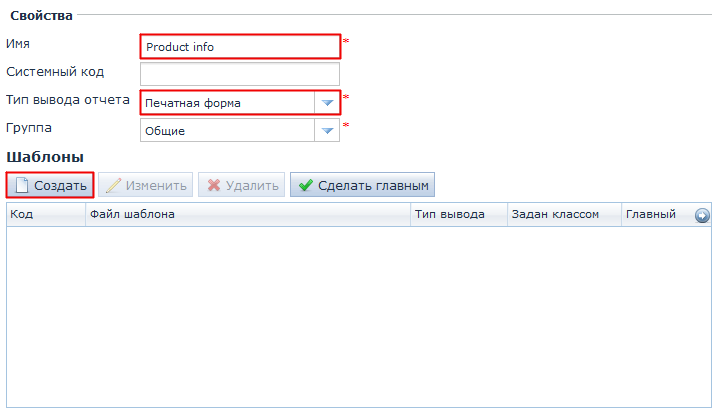 Свойства
Имя Product info *
Системный код
Тип вывода отчета Печатная форма *
Группа Общие *
Шаблоны
Создать Изменить Удалить Сделать главным
Код Файл шаблона Тип вывода Задан классом Главный